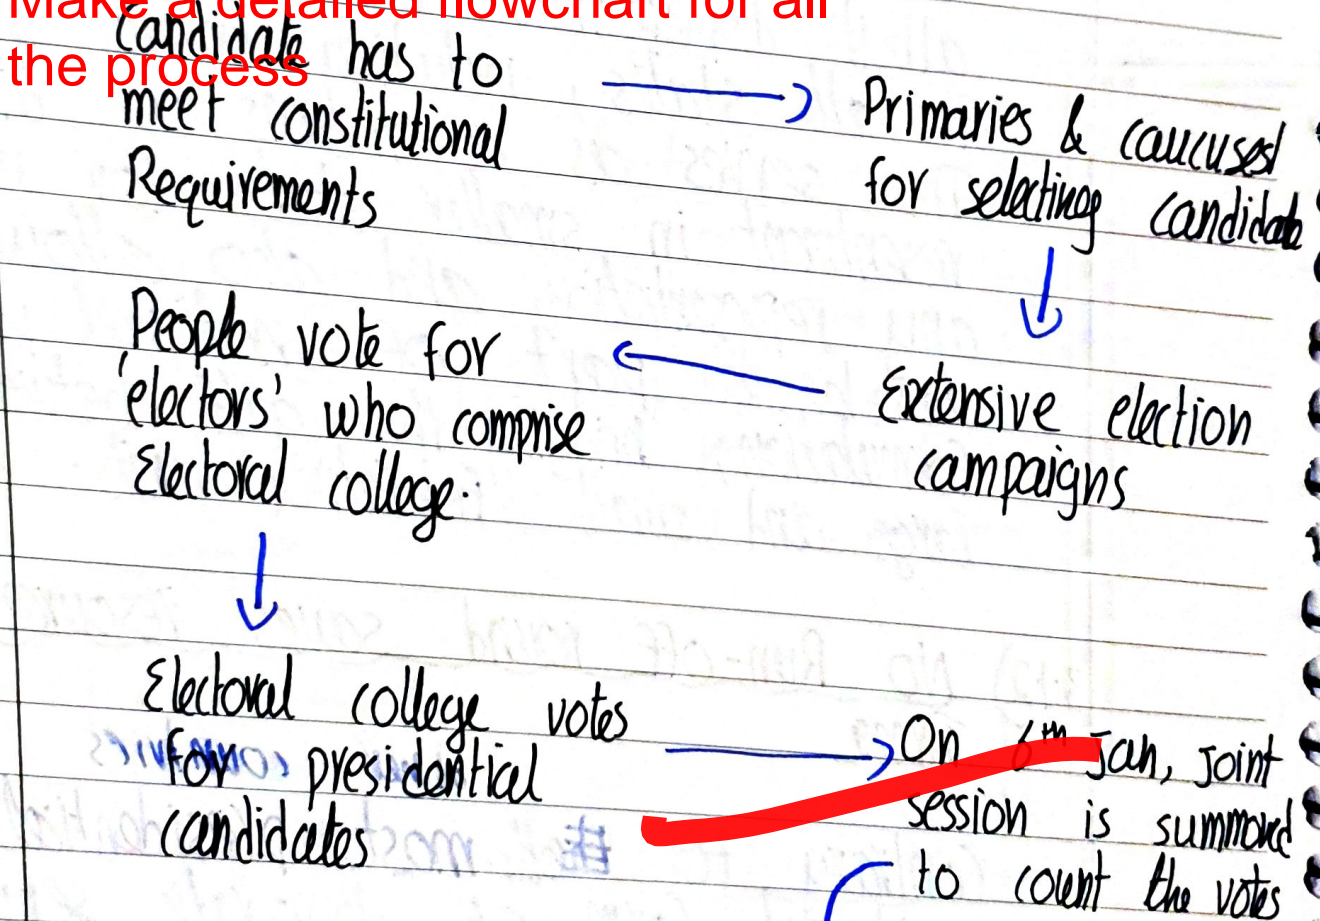 Make a detailed flowchart for all
the process
Candidate has to
meet constitutional
Requirements
Primaries & caucuses
for selecting candidate
Extensive election
campaigns
People vote for
'electors' who comprise
Electoral college.
Electoral college votes
for presidential
candidates
On 6th Jan, joint
session is summond
to count the votes